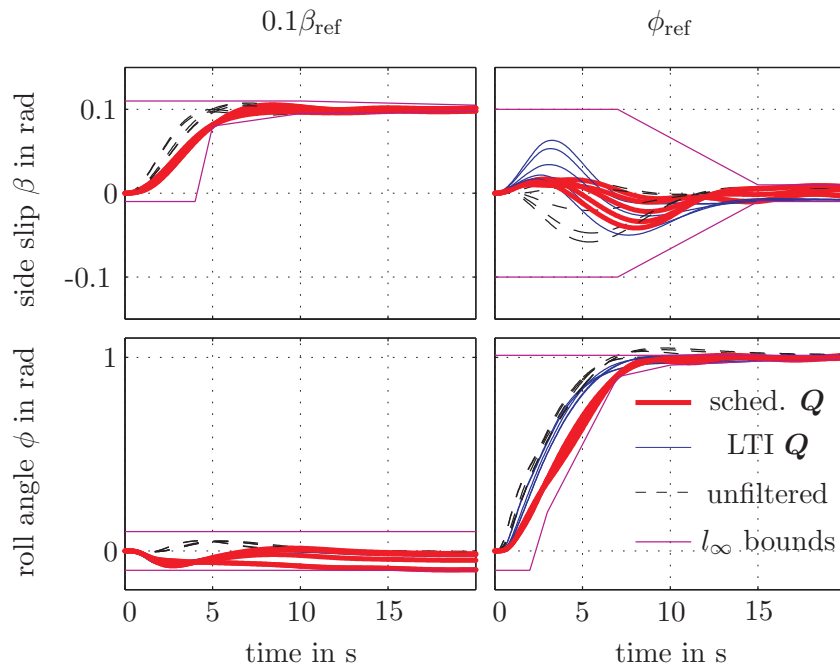 0.1β_ref
ϕ_ref
side slip β in rad
0.1
0
-0.1
roll angle ϕ in rad
1
0
sched. Q
LTI Q
unfiltered
l_∞ bounds
0 5 10 15
0 5 10 15
time in s
time in s